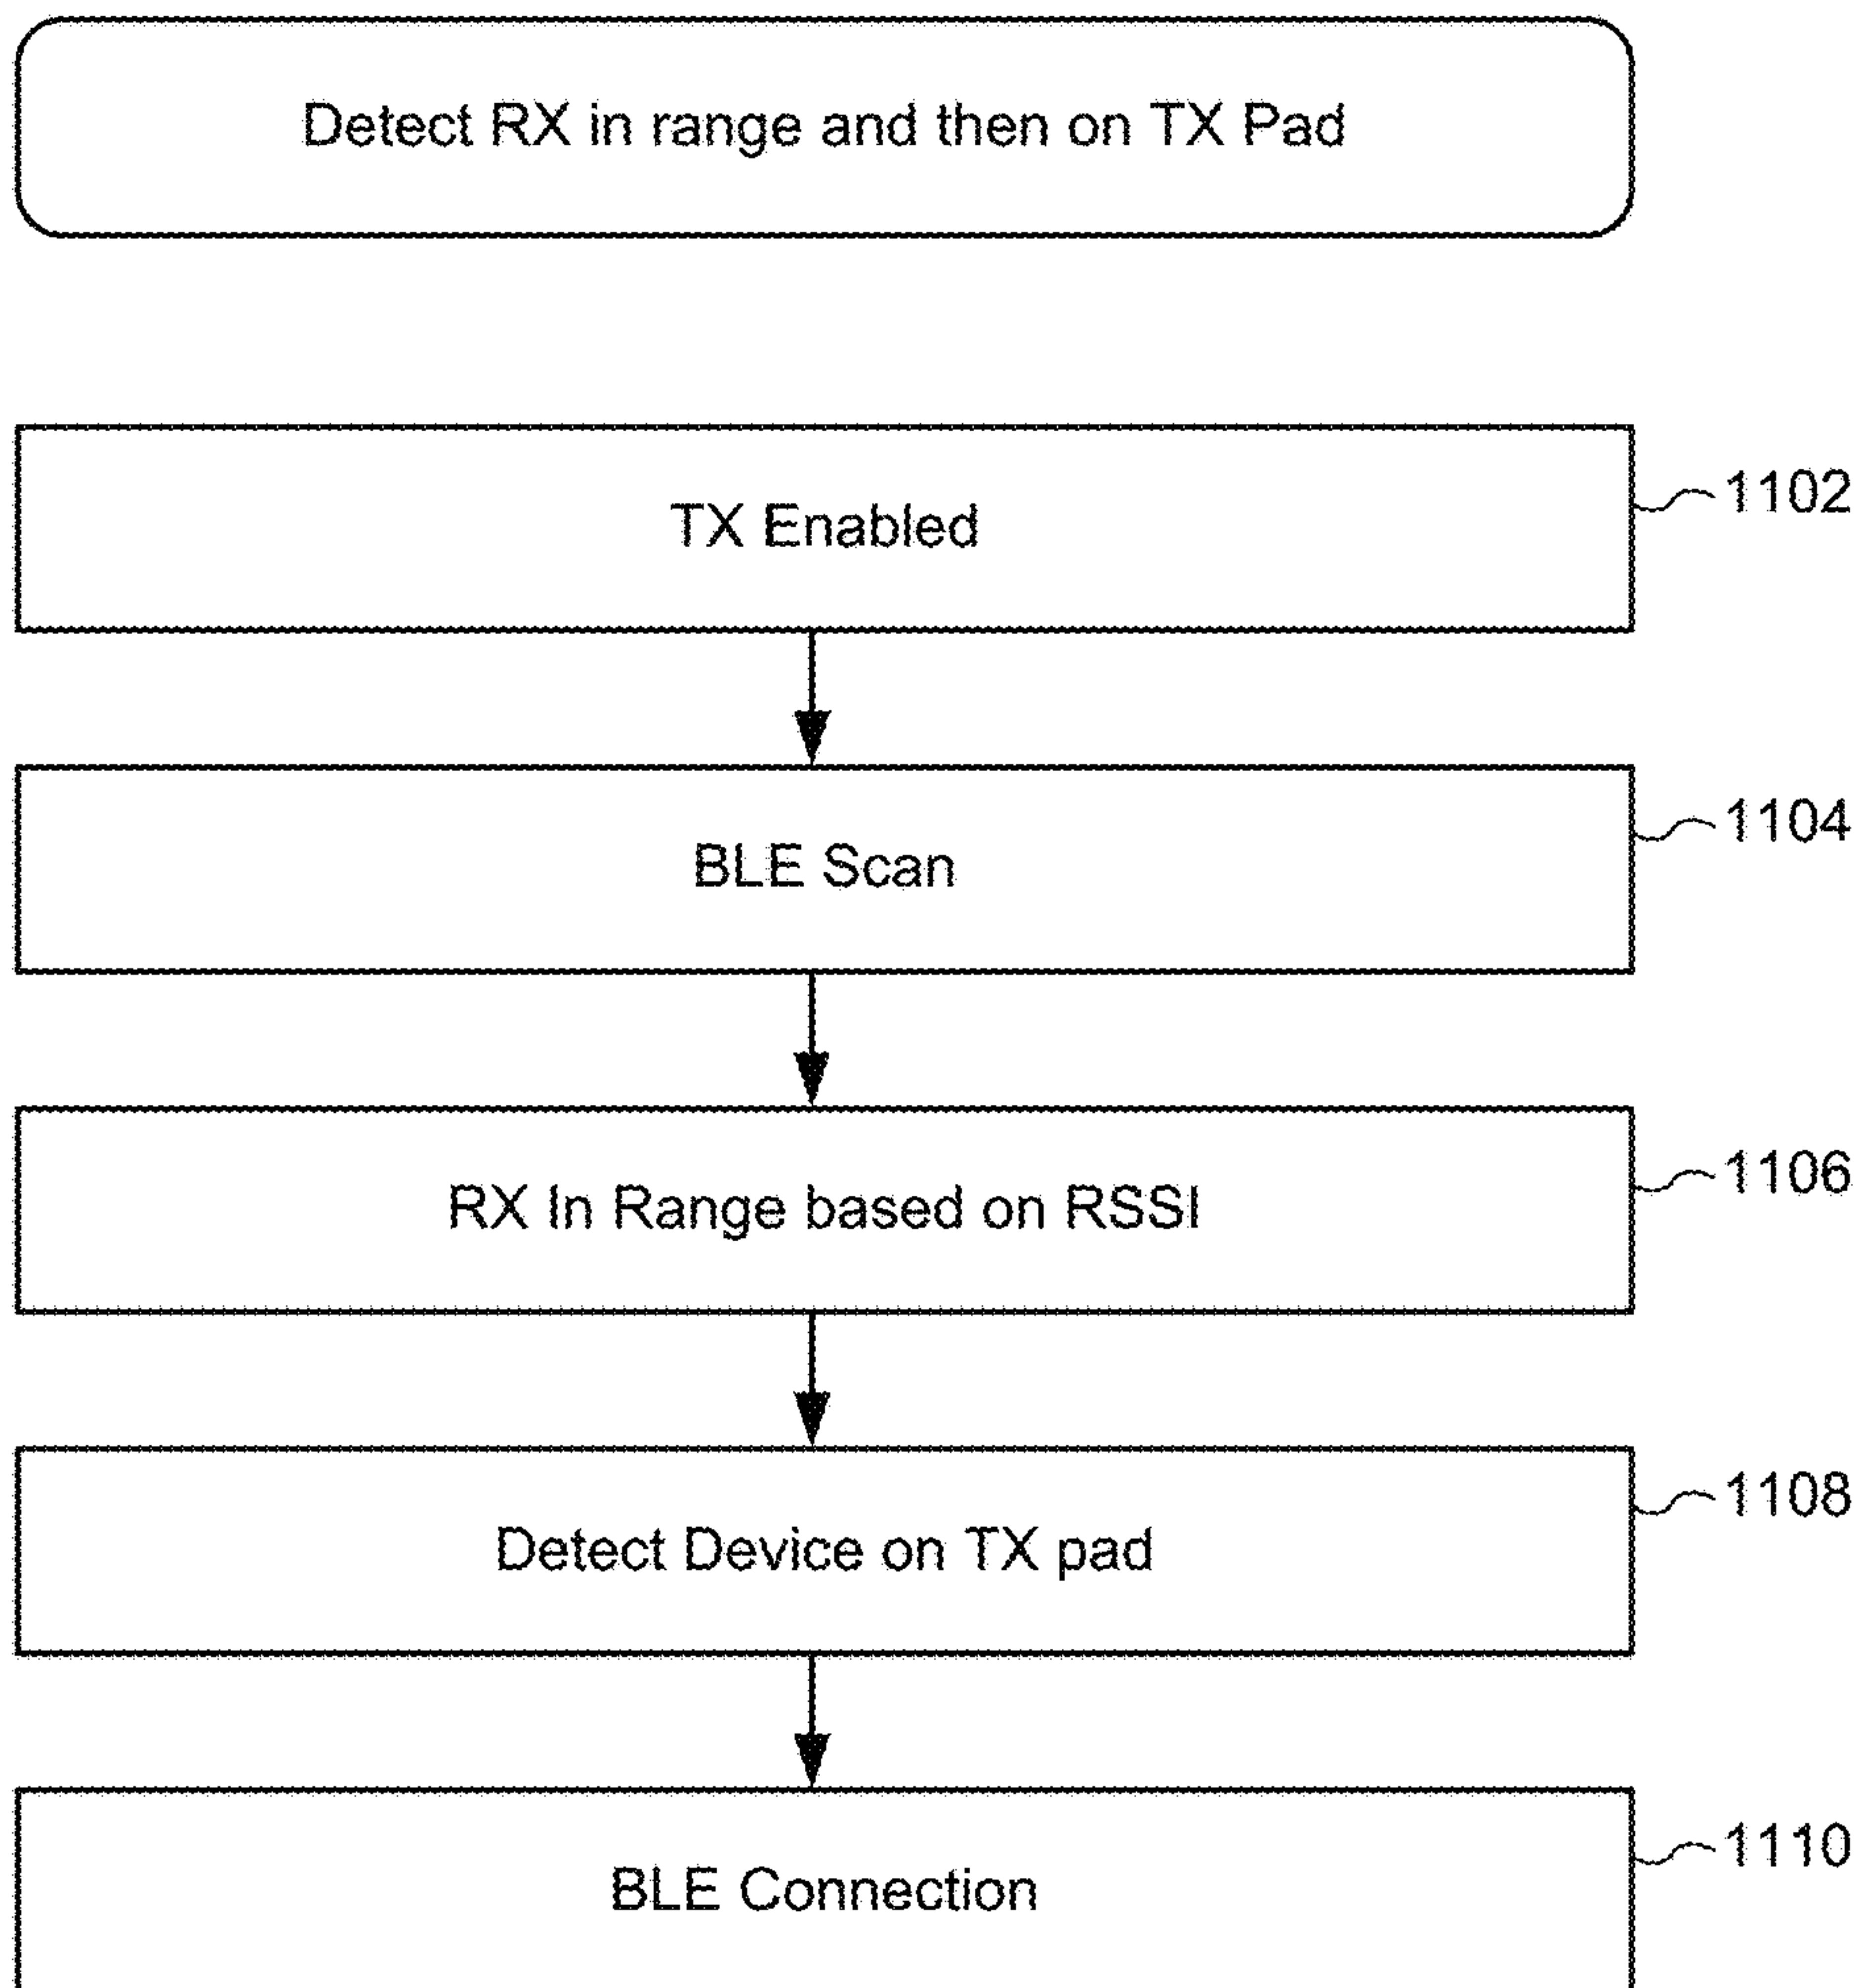 Detect RX in range and then on TX Pad
TX Enabled
1102
BLE Scan
1104
RX In Range based on RSSI
1106
Detect Device on TX pad
1108
BLE Connection
1110